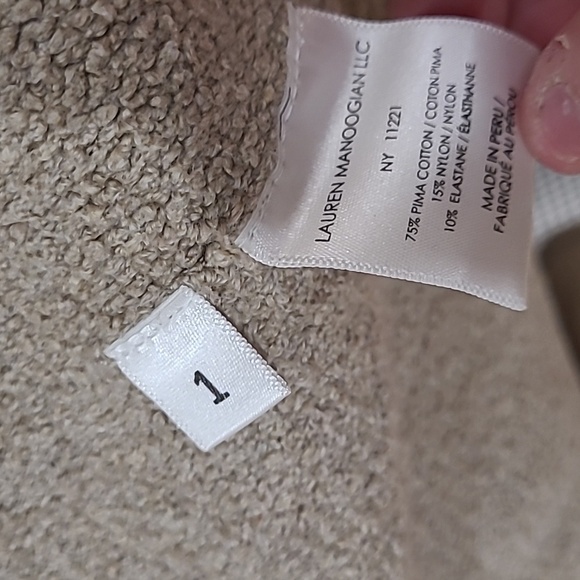 LAUREN MANOOGIAN LLC
NY 11221
75% PIMA COTTON / COTON PIMA
15% NYLON / NYLON
10% ELASTANE / ÉLASTHANNE
MADE IN PERU /
FABRIQUE AU PÉROU
1